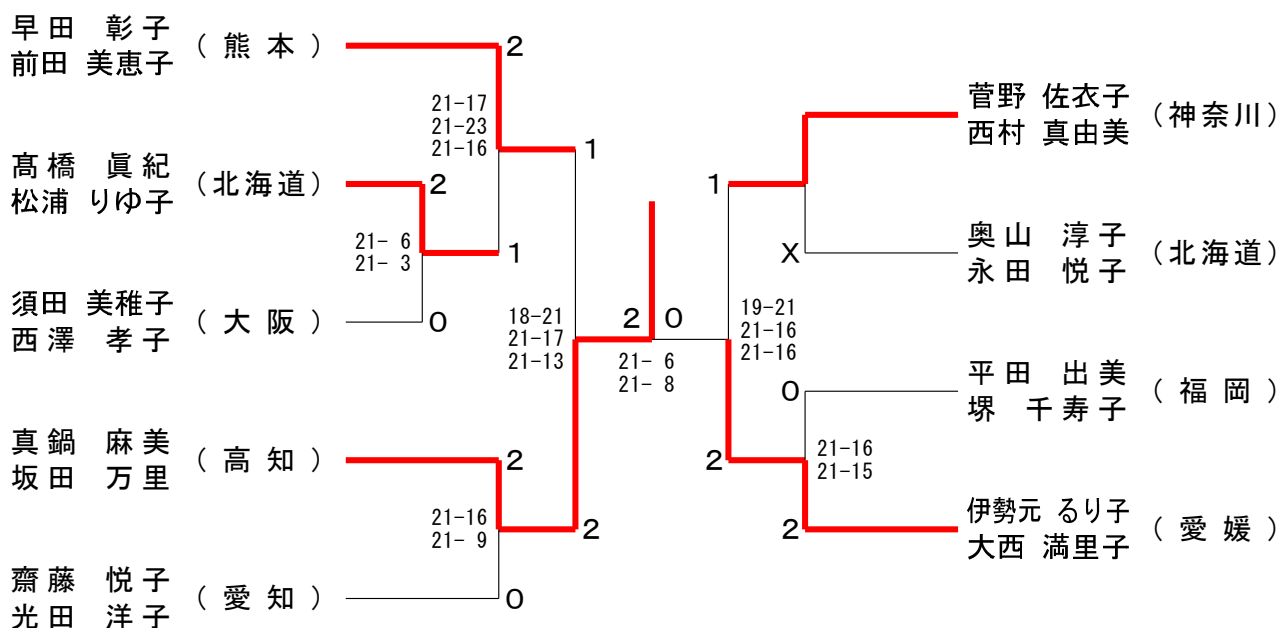 早田 彰子
前田 美恵子
( 熊本 )
2
21-17
21-23
21-16
1
髙橋 眞紀
松浦 りゆ子
(北海道)
2
21- 6
21- 3
1
須田 美稚子
西澤 孝子
( 大阪 )
0
18-21
21-17
21-13
真鍋 麻美
坂田 万里
( 高知 )
2
21-16
21- 9
2
齋藤 悦子
光田 洋子
( 愛知 )
0
2 0
21- 6
21- 8
菅野 佐衣子
西村 真由美
(神奈川)
1
奥山 淳子
永田 悦子
(北海道)
X
19-21
21-16
21-16
平田 出美
堺 千寿子
( 福岡 )
0
21-16
21-15
2
伊勢元 るり子
大西 満里子
( 愛媛 )
2